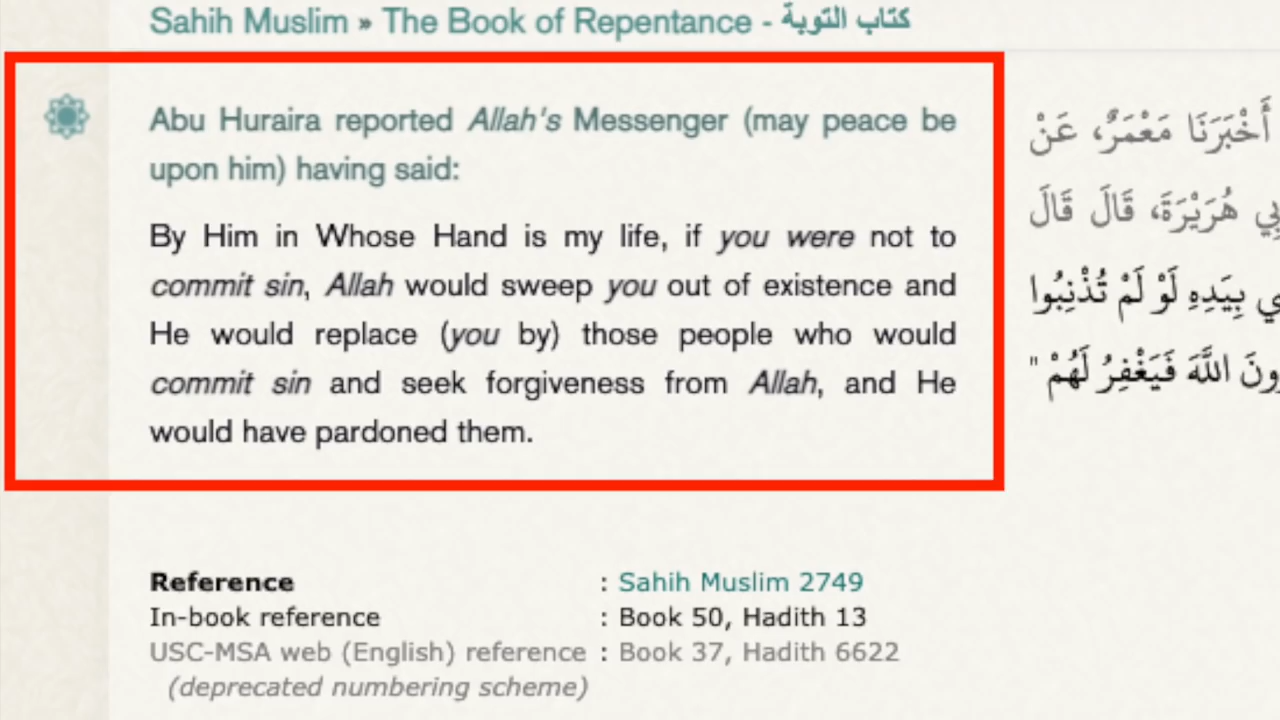 Sahih Muslim » The Book of Repentance - كتاب التوبة
Abu Huraira reported Allah's Messenger (may peace be
upon him) having said:
By Him in Whose Hand is my life, if you were not to
commit sin, Allah would sweep you out of existence and
He would replace (you by) those people who would
commit sin and seek forgiveness from Allah, and He
would have pardoned them.
أَخْبَرَنَا مَعْمَرٌ، عَنْ
هُرَيْرَةَ، قَالَ قَالَ
بِيَدِهِ لَوْ لَمْ تُذْنِبُوا
اللَّهَ فَيَغْفِرُ لَهُمْ "
Reference : Sahih Muslim 2749
In-book reference : Book 50, Hadith 13
USC-MSA web (English) reference : Book 37, Hadith 6622
(deprecated numbering scheme)